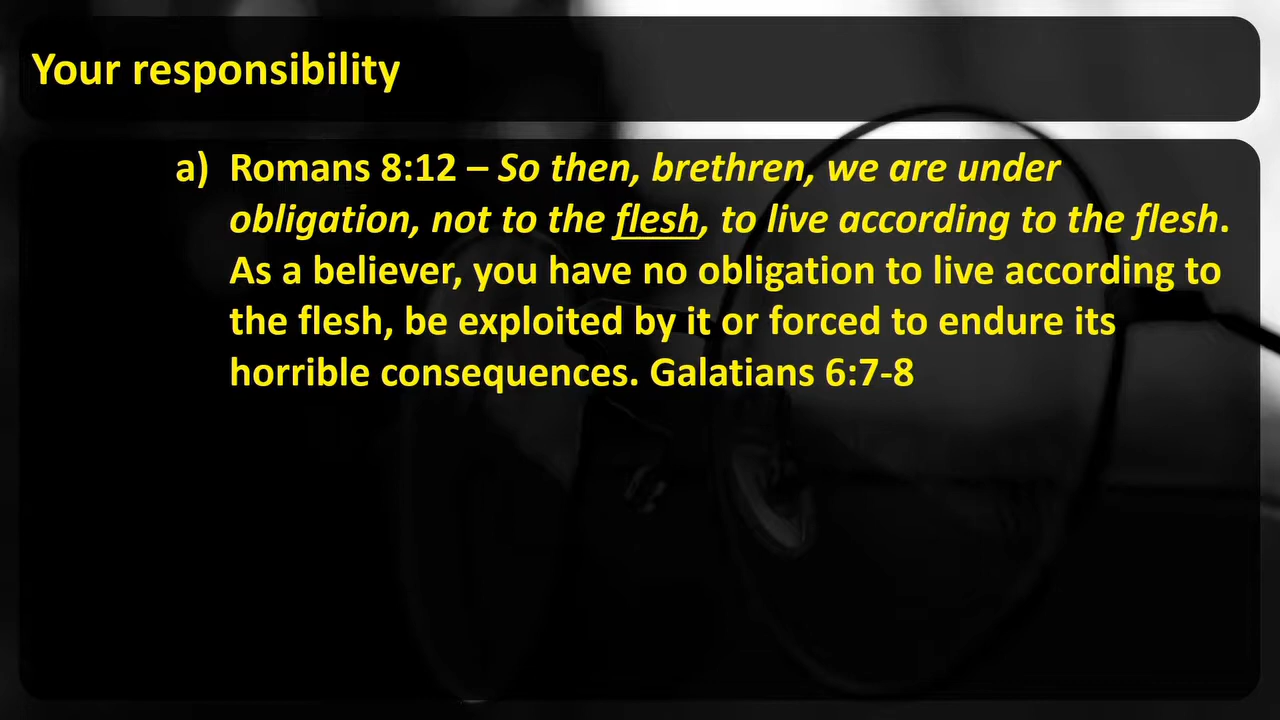 Your responsibility
a) Romans 8:12 – So then, brethren, we are under
obligation, not to the flesh, to live according to the flesh.
As a believer, you have no obligation to live according to
the flesh, be exploited by it or forced to endure its
horrible consequences. Galatians 6:7-8